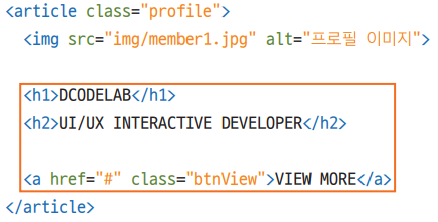 <article class="profile">
<img src="img/member1.jpg" alt="프로필 이미지">
<h1>DCODELAB</h1>
<h2>UI/UX INTERACTIVE DEVELOPER</h2>
<a href="#" class="btnView">VIEW MORE</a>
</article>